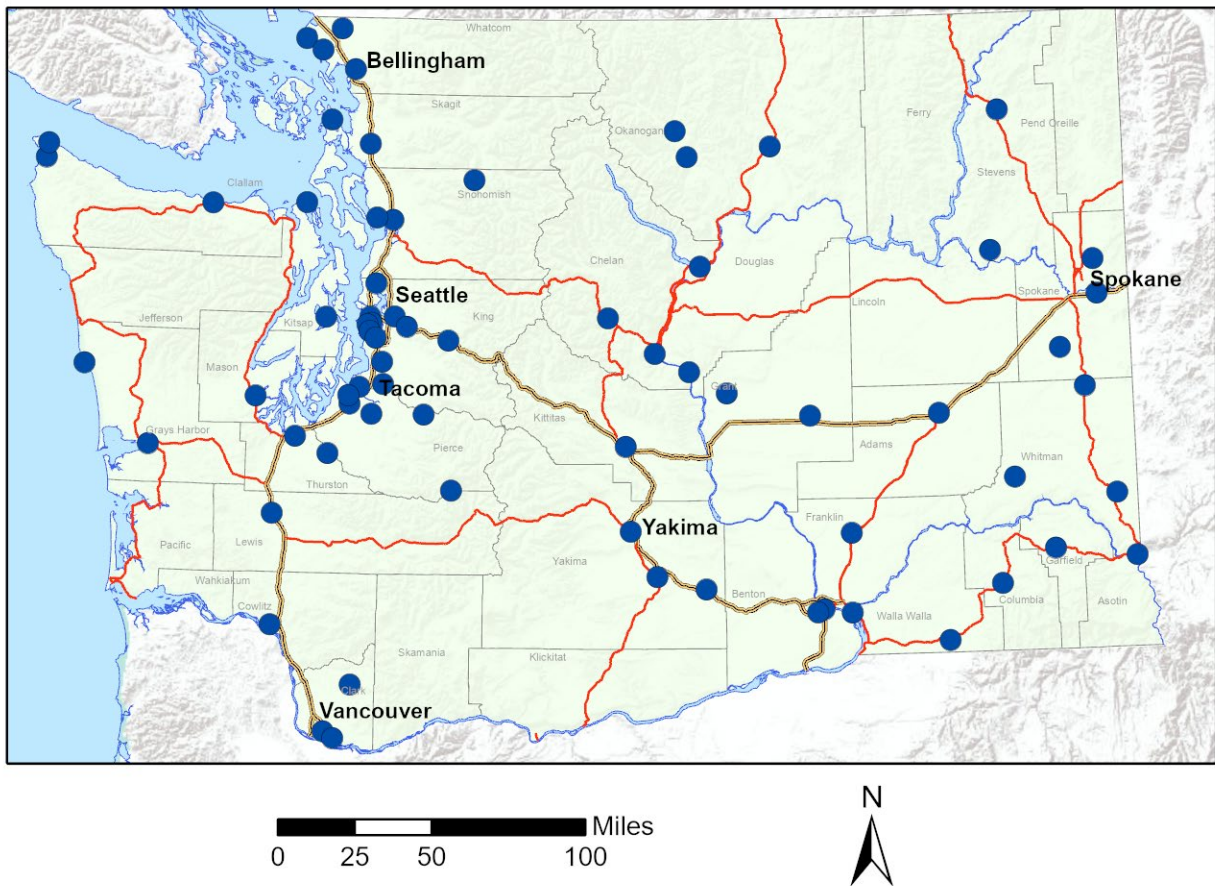 Whatcom
Bellingham
Skagit
Ferry
Pend Oreille
Okanogan
Stevens
Clallam
Snohomish
Chelan
Douglas
Spokane
Seattle
Spokane
Lincoln
Jefferson
Kitsap
King
Mason
Tacoma
Grant
Kittitas
Grays Harbor
Adams
Pierce
Whitman
Thurston
Franklin
Yakima
Pacific
Lewis
Yakima
Garfield
Wahkiakum
Benton
Columbia
Asotin
Cowlitz
Walla Walla
Skamania
Klickitat
Clark
Vancouver
N
Miles
0 25 50 100